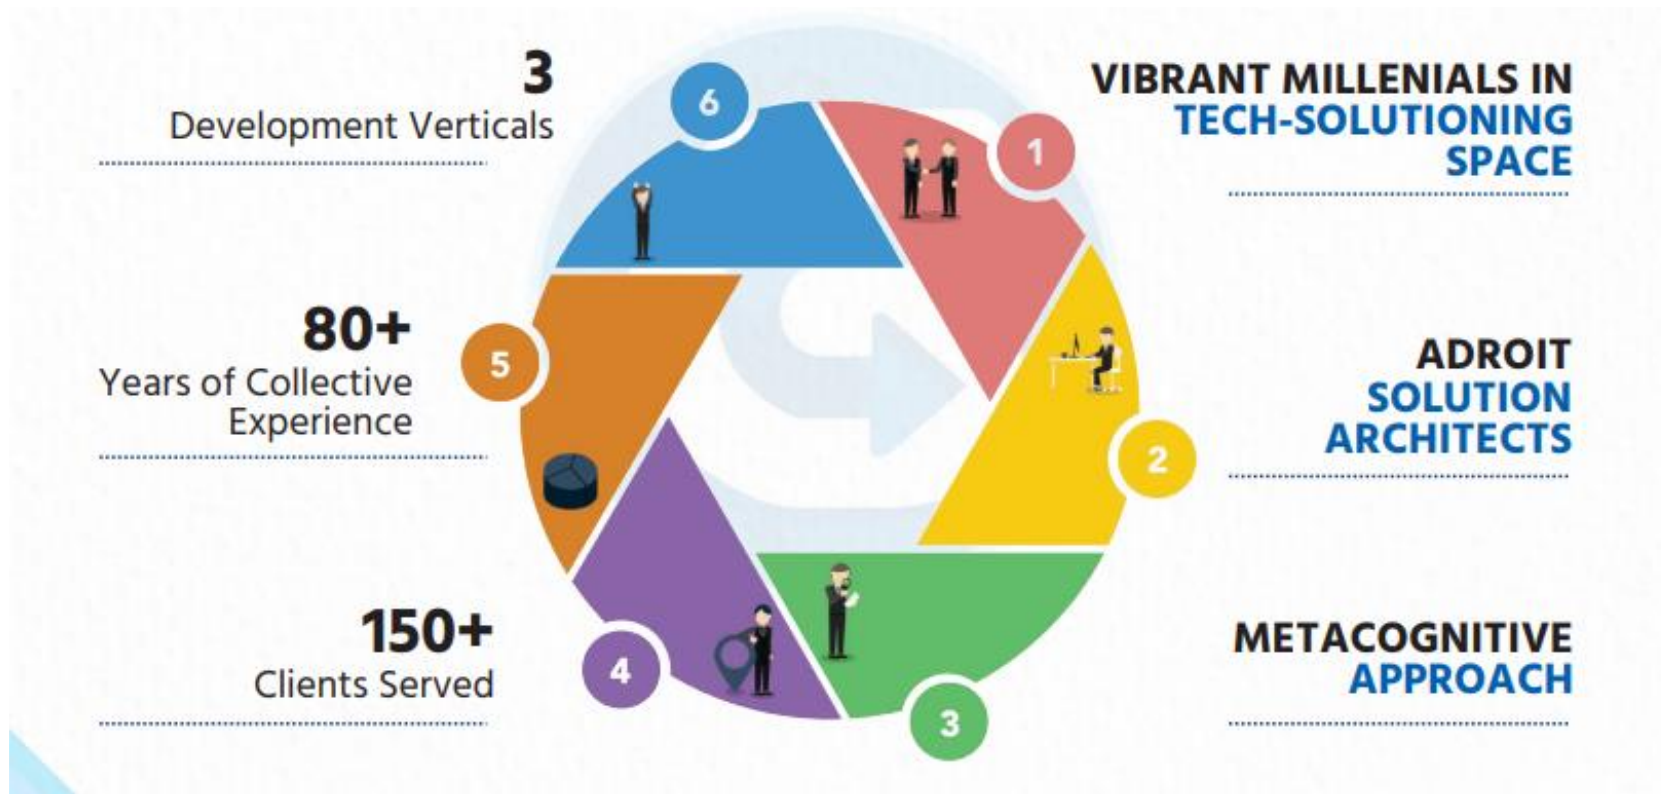 3
Development Verticals
80+
Years of Collective
Experience
150+
Clients Served
6
1
5
2
4
3
VIBRANT MILLENIALS IN
TECH-SOLUTIONING
SPACE
ADROIT
SOLUTION
ARCHITECTS
METACOGNITIVE
APPROACH